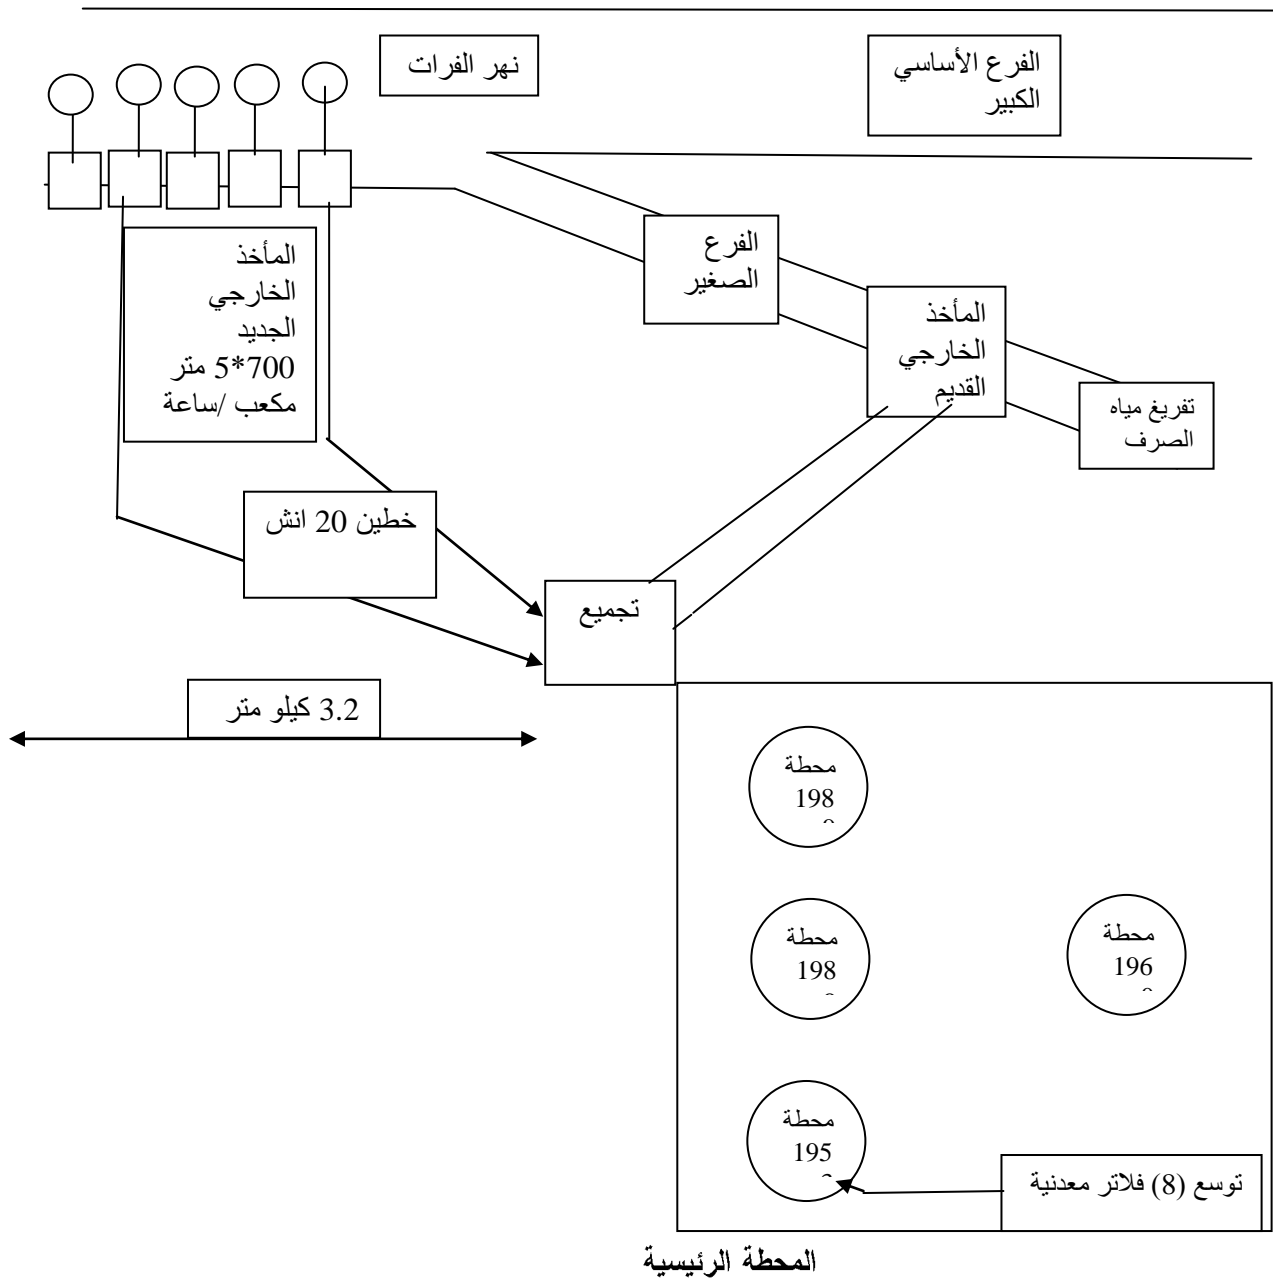 نهر الفرات
الفرع الأساسي
الكبير
الفرع
الصغير
المأخذ
الخارجي
الجديد
700*5 متر
مكعب /ساعة
المأخذ
الخارجي
القديم
تفريغ مياه
الصرف
خطين 20 انش
تجميع
3.2 كيلو متر
محطة
198
محطة
198
محطة
196
محطة
195
توسع (8) فلاتر معدنية
المحطة الرئيسية